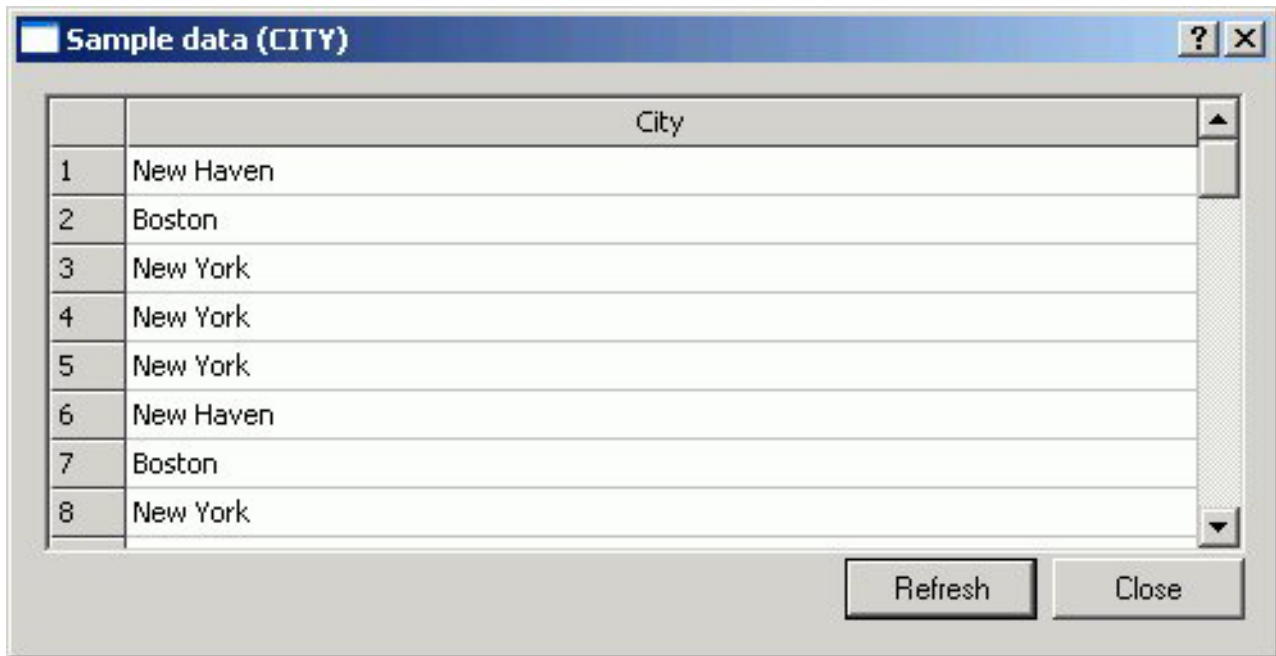 Sample data (CITY)
City
1 New Haven
2 Boston
3 New York
4 New York
5 New York
6 New Haven
7 Boston
8 New York
Refresh Close